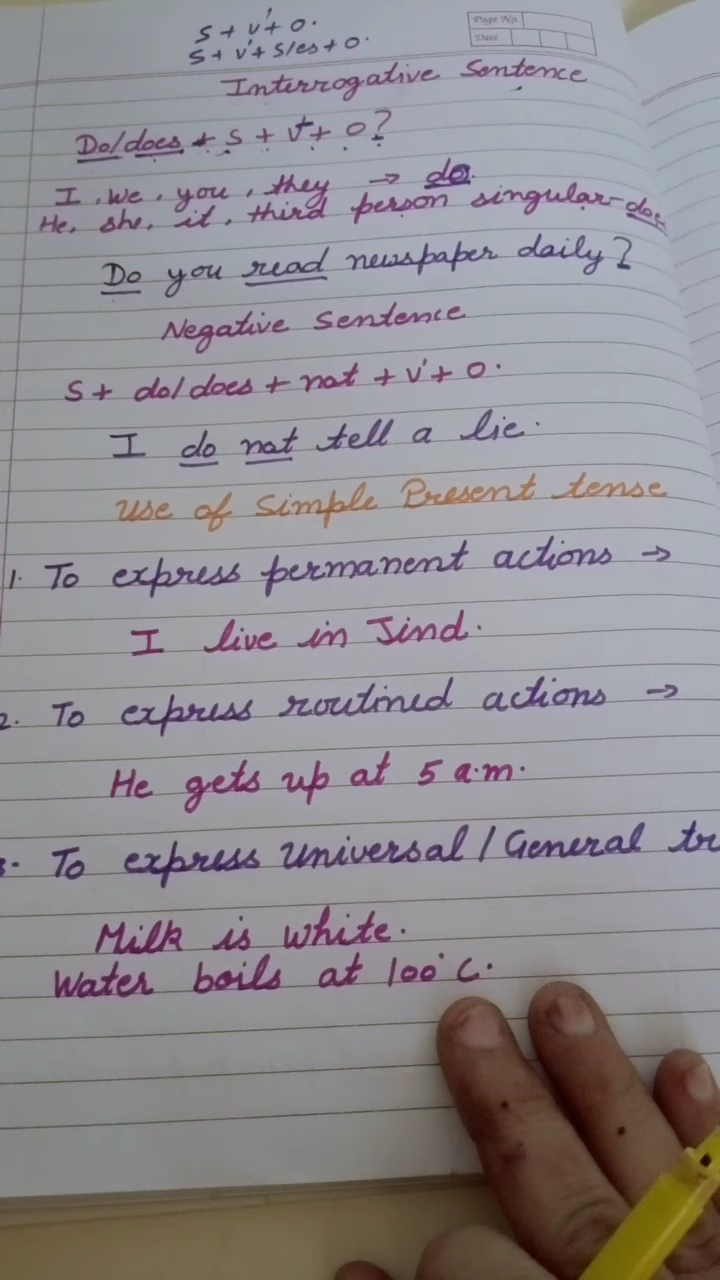 S + V¹ + O.
S + V¹ + s/es + O.
Page No.
Date
Interrogative Sentence
Do/does + S + V¹ + O?
I, we, you, they → do.
He, she, it, third person singular-doe
Do you read newspaper daily?
Negative Sentence
S + do/does + not + V¹ + O.
I do not tell a lie.
Use of Simple Present tense
1. To express permanent actions →
I live in Jind.
2. To express routined actions →
He gets up at 5 a.m.
3. To express Universal / General tr
Milk is white.
Water boils at 100°C.